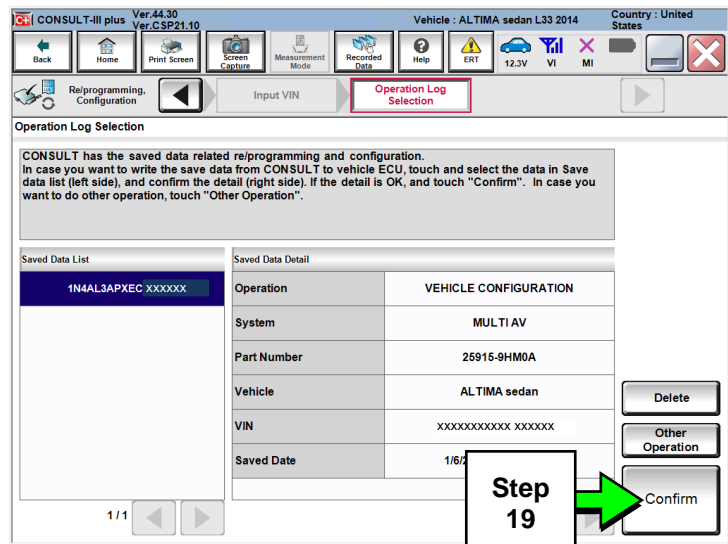 CONSULT-III plus
Ver.44.30
Ver.CSP21.10
Vehicle : ALTIMA sedan L33 2014
Country : United
States
Back
Home
Print Screen
Screen
Capture
Measurement
Mode
Recorded
Data
Help
ERT
12.3V
VI
MI
Re/programming,
Configuration
Input VIN
Operation Log
Selection
Operation Log Selection
CONSULT has the saved data related re/programming and configuration.
In case you want to write the save data from CONSULT to vehicle ECU, touch and select the data in Save
data list (left side), and confirm the detail (right side). If the detail is OK, and touch "Confirm". In case you
want to do other operation, touch "Other Operation".
Saved Data List
Saved Data Detail
1N4AL3APXEC XXXXXX
Operation
VEHICLE CONFIGURATION
System
MULTI AV
Part Number
25915-9HM0A
Vehicle
ALTIMA sedan
VIN
XXXXXXXXXXX XXXXXX
Saved Date
1/6/2
1/1
Delete
Other
Operation
Confirm
Step
19